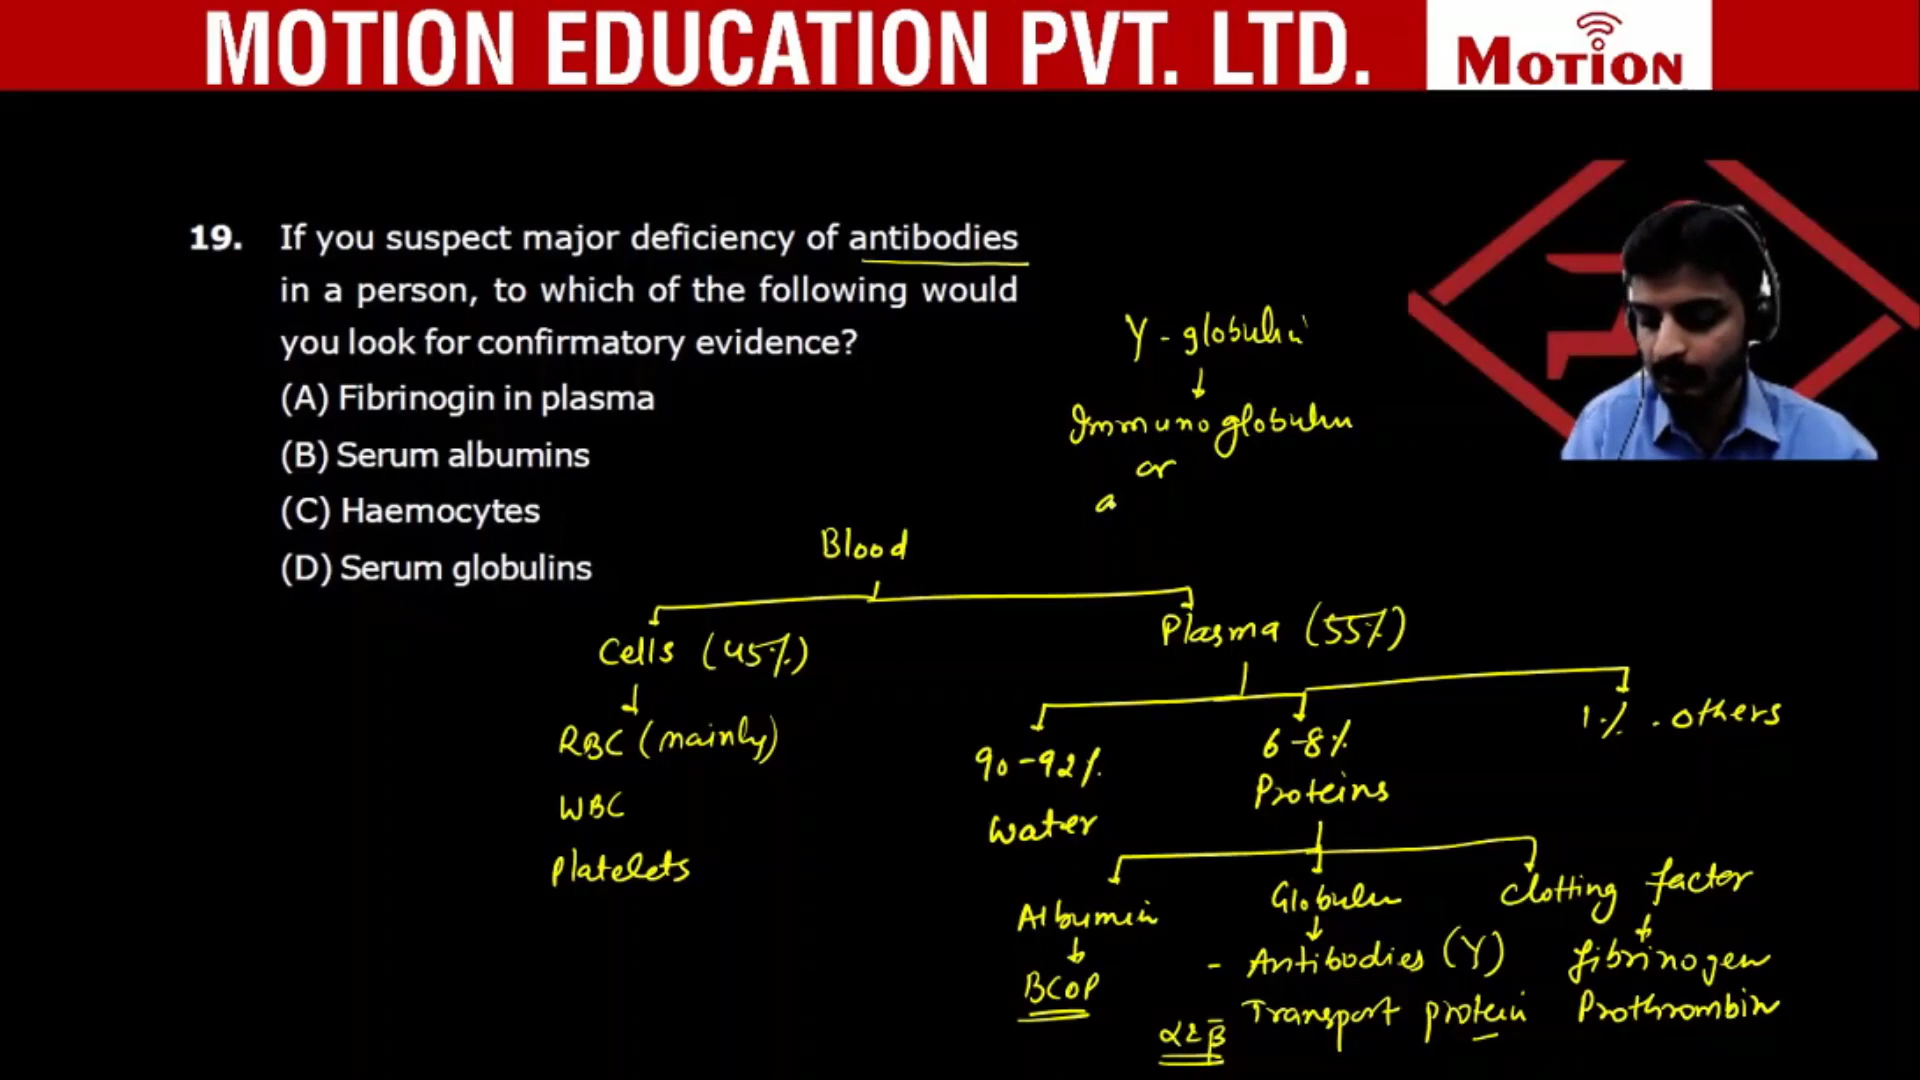 MOTION EDUCATION PVT. LTD.
MOTION
19. If you suspect major deficiency of antibodies
in a person, to which of the following would
you look for confirmatory evidence?
(A) Fibrinogin in plasma
(B) Serum albumins
(C) Haemocytes
(D) Serum globulins
γ - globulin
Immunoglobulin
or
a
Blood
Cells (45%)
Plasma (55%)
RBC (mainly)
WBC
Platelets
90-92%
water
6-8%
Proteins
1% . others
Albumin
BCOP
Globulin
- Antibodies (γ)
Transport protein
α & β
Clotting factor
fibrinogen
Prothrombin